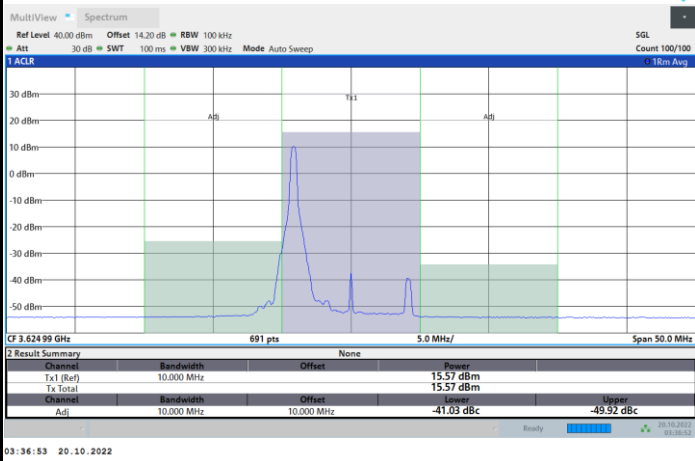 MultiView Spectrum
Ref Level 40.00 dBm Offset 14.20 dB RBW 100 kHz SGL
Att 30 dB SWT 100 ms VBW 300 kHz Mode Auto Sweep Count 100/100
1 ACLR 1Rm Avg
30 dBm
Tx1
20 dBm Adj Adj
10 dBm
0 dBm
-10 dBm
-20 dBm
-30 dBm
-40 dBm
-50 dBm
CF 3.624 99 GHz 691 pts 5.0 MHz/ Span 50.0 MHz
2 Result Summary None
Channel Bandwidth Offset Power
Tx1 (Ref) 10.000 MHz 15.57 dBm
Tx Total 15.57 dBm
Channel Bandwidth Offset Lower Upper
Adj 10.000 MHz 10.000 MHz -41.03 dBc -49.92 dBc
Ready 20.10.2022
03:36:52
03:36:53 20.10.2022